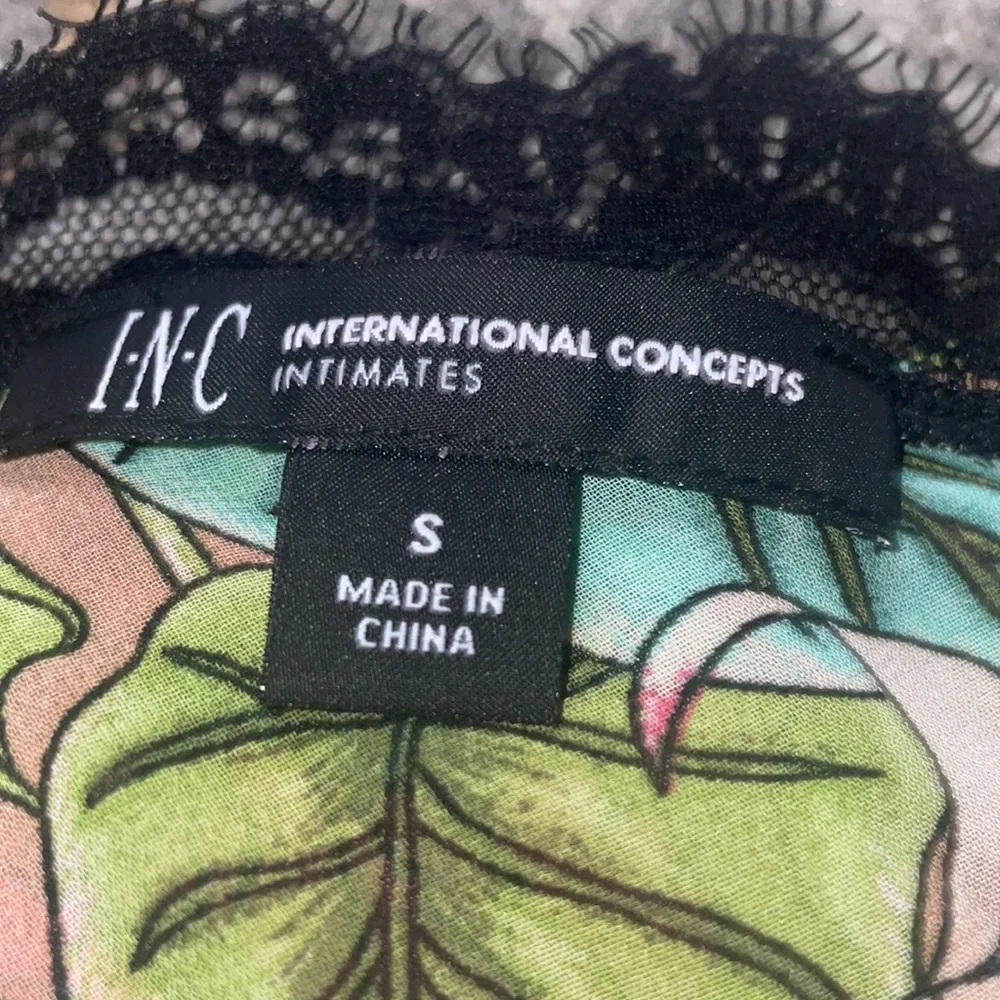 I·N·C INTERNATIONAL CONCEPTS
INTIMATES
S
MADE IN
CHINA